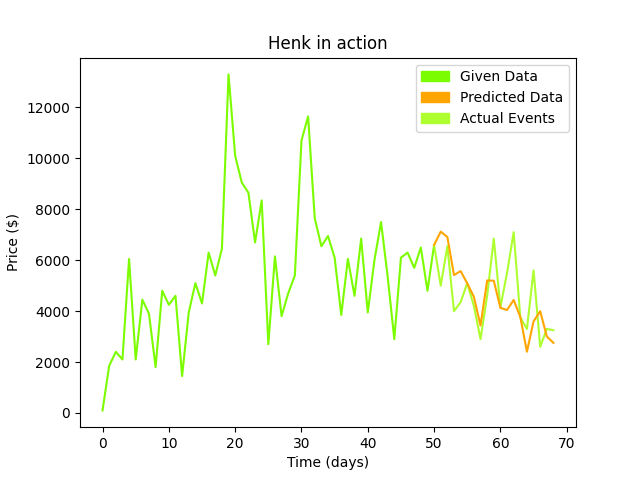 Henk in action
Given Data
Predicted Data
Actual Events
Price ($)
12000
10000
8000
6000
4000
2000
0
0 10 20 30 40 50 60 70
Time (days)